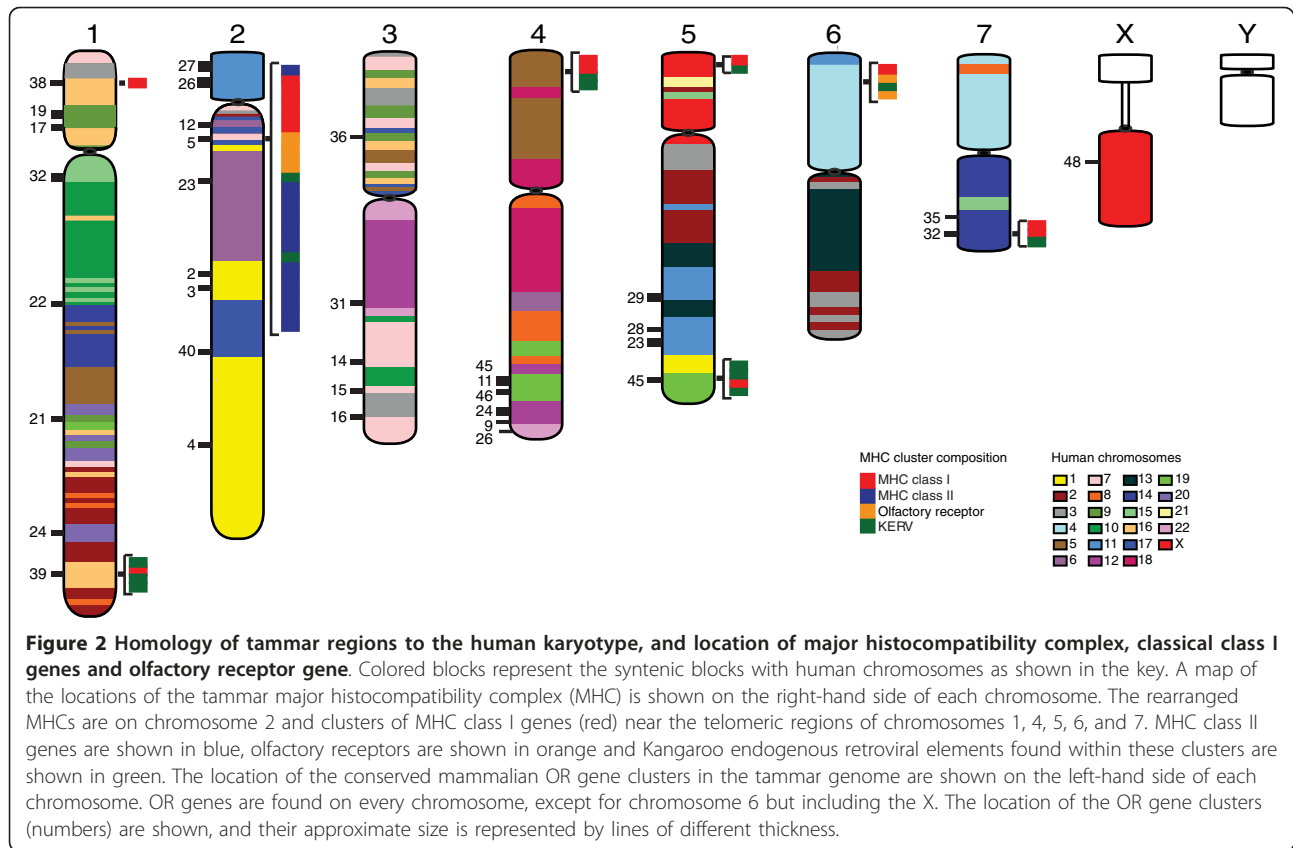 1 2 3 4 5 6 7 X Y
38
19
17
32
22
21
24
39
27
26
12
5
23
2
3
40
4
36
31
14
15
16
45
11
46
24
9
26
29
28
23
45
35
32
48
MHC cluster composition
MHC class I
MHC class II
Olfactory receptor
KERV
Human chromosomes
1 7 13 19
2 8 14 20
3 9 15 21
4 10 16 22
5 11 17 X
6 12 18
Figure 2 Homology of tammar regions to the human karyotype, and location of major histocompatibility complex, classical class I
genes and olfactory receptor gene. Colored blocks represent the syntenic blocks with human chromosomes as shown in the key. A map of
the locations of the tammar major histocompatibility complex (MHC) is shown on the right-hand side of each chromosome. The rearranged
MHCs are on chromosome 2 and clusters of MHC class I genes (red) near the telomeric regions of chromosomes 1, 4, 5, 6, and 7. MHC class II
genes are shown in blue, olfactory receptors are shown in orange and Kangaroo endogenous retroviral elements found within these clusters are
shown in green. The location of the conserved mammalian OR gene clusters in the tammar genome are shown on the left-hand side of each
chromosome. OR genes are found on every chromosome, except for chromosome 6 but including the X. The location of the OR gene clusters
(numbers) are shown, and their approximate size is represented by lines of different thickness.